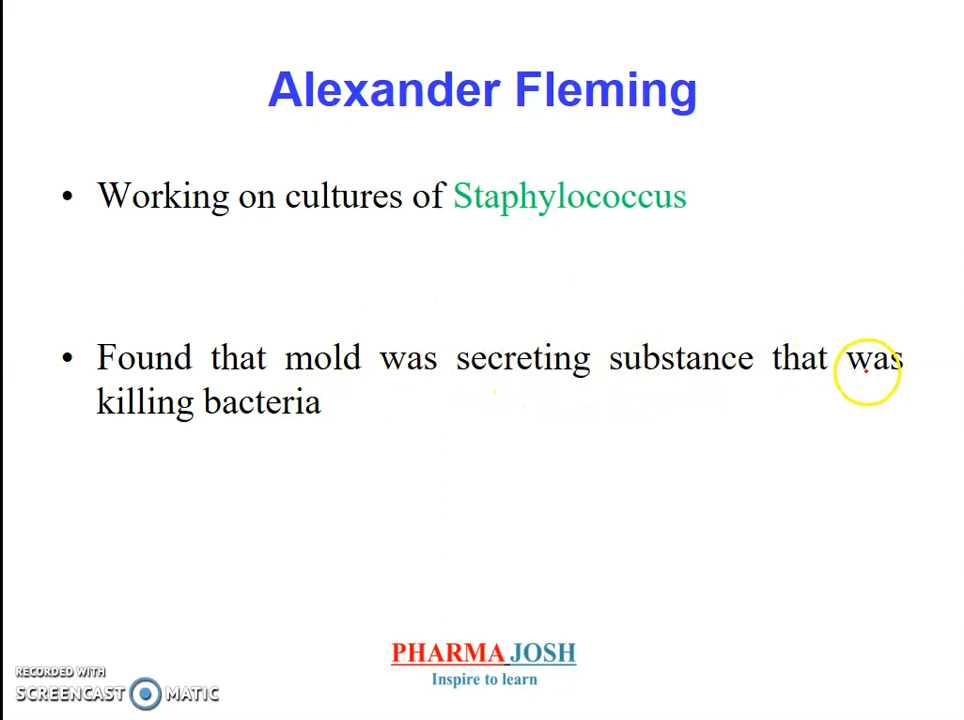 Alexander Fleming
• Working on cultures of Staphylococcus
• Found that mold was secreting substance that was
killing bacteria
PHARMA JOSH
Inspire to learn
RECORDED WITH
SCREENCAST MATIC